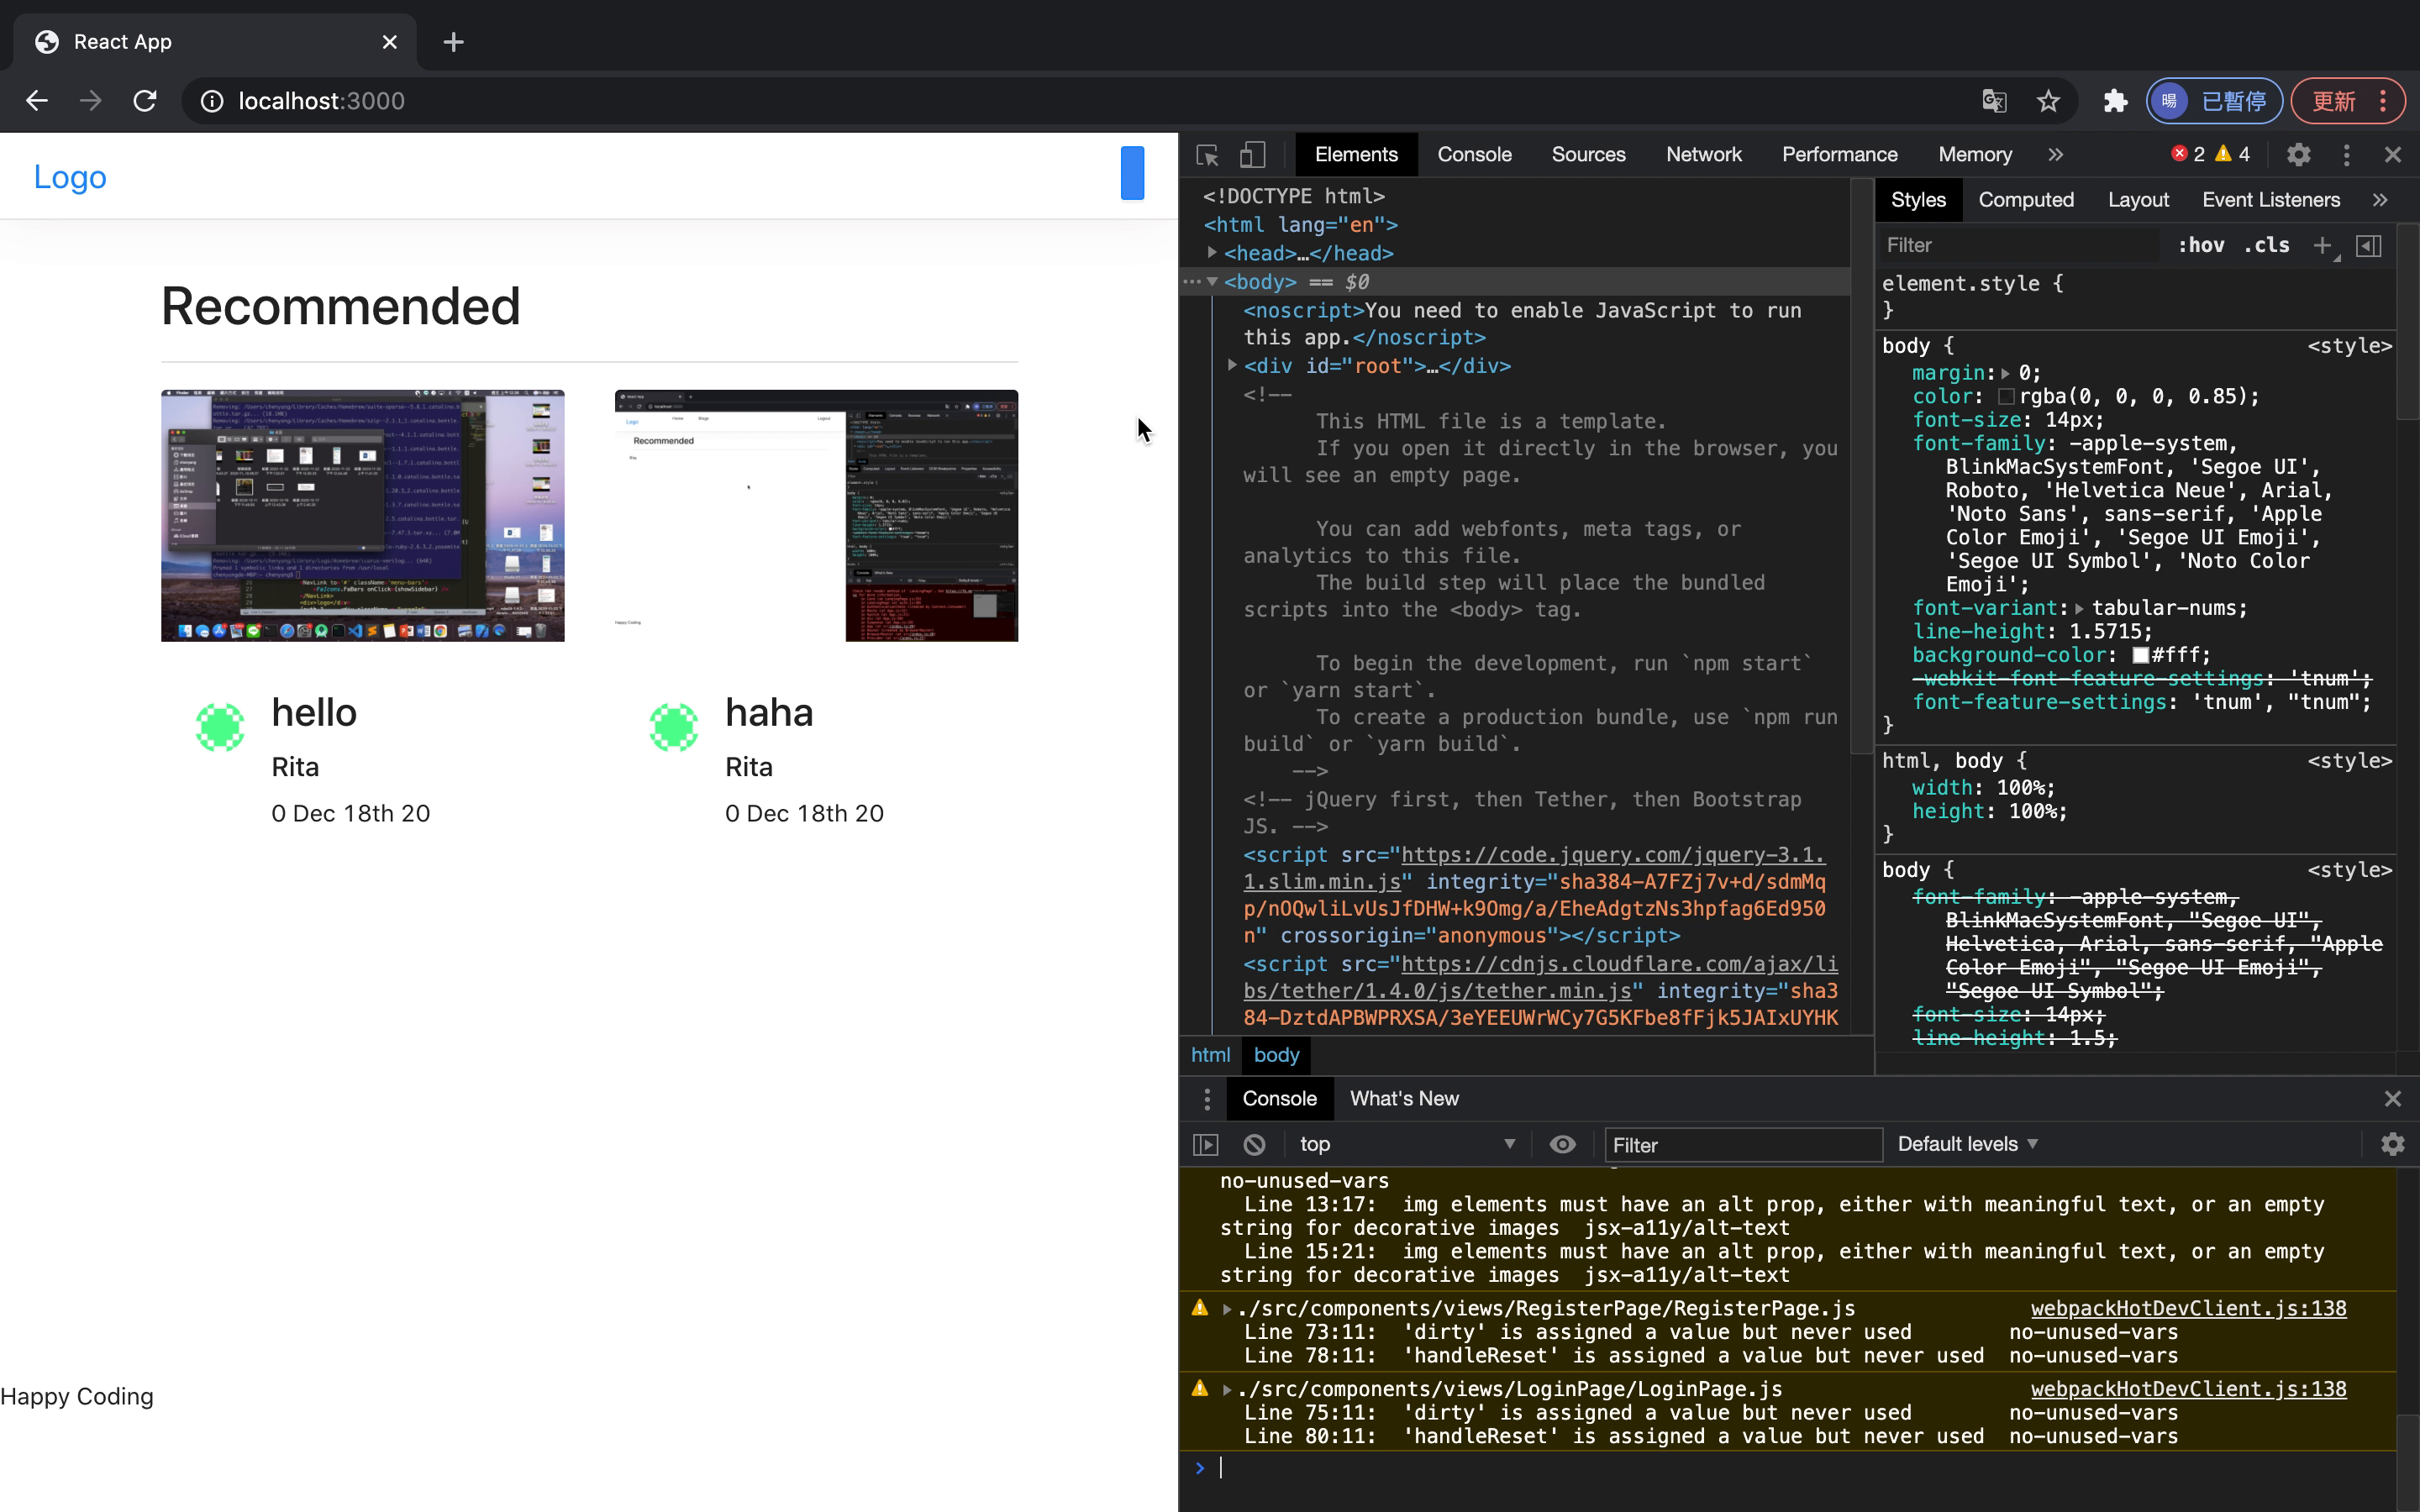 React App
localhost:3000
暘 已暫停 更新
Logo
Recommended
hello
Rita
0 Dec 18th 20
haha
Rita
0 Dec 18th 20
Happy Coding
Elements Console Sources Network Performance Memory 2 4
<!DOCTYPE html>
<html lang="en">
<head>…</head>
<body> == $0
<noscript>You need to enable JavaScript to run
this app.</noscript>
<div id="root">…</div>
<!--
This HTML file is a template.
If you open it directly in the browser, you
will see an empty page.
You can add webfonts, meta tags, or
analytics to this file.
The build step will place the bundled
scripts into the <body> tag.
To begin the development, run `npm start`
or `yarn start`.
To create a production bundle, use `npm run
build` or `yarn build`.
-->
<!-- jQuery first, then Tether, then Bootstrap
JS. -->
<script src="https://code.jquery.com/jquery-3.1.
1.slim.min.js" integrity="sha384-A7FZj7v+d/sdmMq
p/nOQwliLvUsJfDHW+k9Omg/a/EheAdgtzNs3hpfag6Ed950
n" crossorigin="anonymous"></script>
<script src="https://cdnjs.cloudflare.com/ajax/li
bs/tether/1.4.0/js/tether.min.js" integrity="sha3
84-DztdAPBWPRXSA/3eYEEUWrWCy7G5KFbe8fFjk5JAIxUYHK
html body
Styles Computed Layout Event Listeners
Filter :hov .cls
element.style {
}
body { <style>
margin: 0;
color: rgba(0, 0, 0, 0.85);
font-size: 14px;
font-family: -apple-system,
BlinkMacSystemFont, 'Segoe UI',
Roboto, 'Helvetica Neue', Arial,
'Noto Sans', sans-serif, 'Apple
Color Emoji', 'Segoe UI Emoji',
'Segoe UI Symbol', 'Noto Color
Emoji';
font-variant: tabular-nums;
line-height: 1.5715;
background-color: #fff;
-webkit-font-feature-settings: 'tnum';
font-feature-settings: 'tnum', "tnum";
}
html, body { <style>
width: 100%;
height: 100%;
}
body { <style>
font-family: -apple-system,
BlinkMacSystemFont, "Segoe UI",
Helvetica, Arial, sans-serif, "Apple
Color Emoji", "Segoe UI Emoji",
"Segoe UI Symbol";
font-size: 14px;
line-height: 1.5;
Console What's New
top Filter Default levels
no-unused-vars
Line 13:17: img elements must have an alt prop, either with meaningful text, or an empty
string for decorative images jsx-a11y/alt-text
Line 15:21: img elements must have an alt prop, either with meaningful text, or an empty
string for decorative images jsx-a11y/alt-text
./src/components/views/RegisterPage/RegisterPage.js webpackHotDevClient.js:138
Line 73:11: 'dirty' is assigned a value but never used no-unused-vars
Line 78:11: 'handleReset' is assigned a value but never used no-unused-vars
./src/components/views/LoginPage/LoginPage.js webpackHotDevClient.js:138
Line 75:11: 'dirty' is assigned a value but never used no-unused-vars
Line 80:11: 'handleReset' is assigned a value but never used no-unused-vars